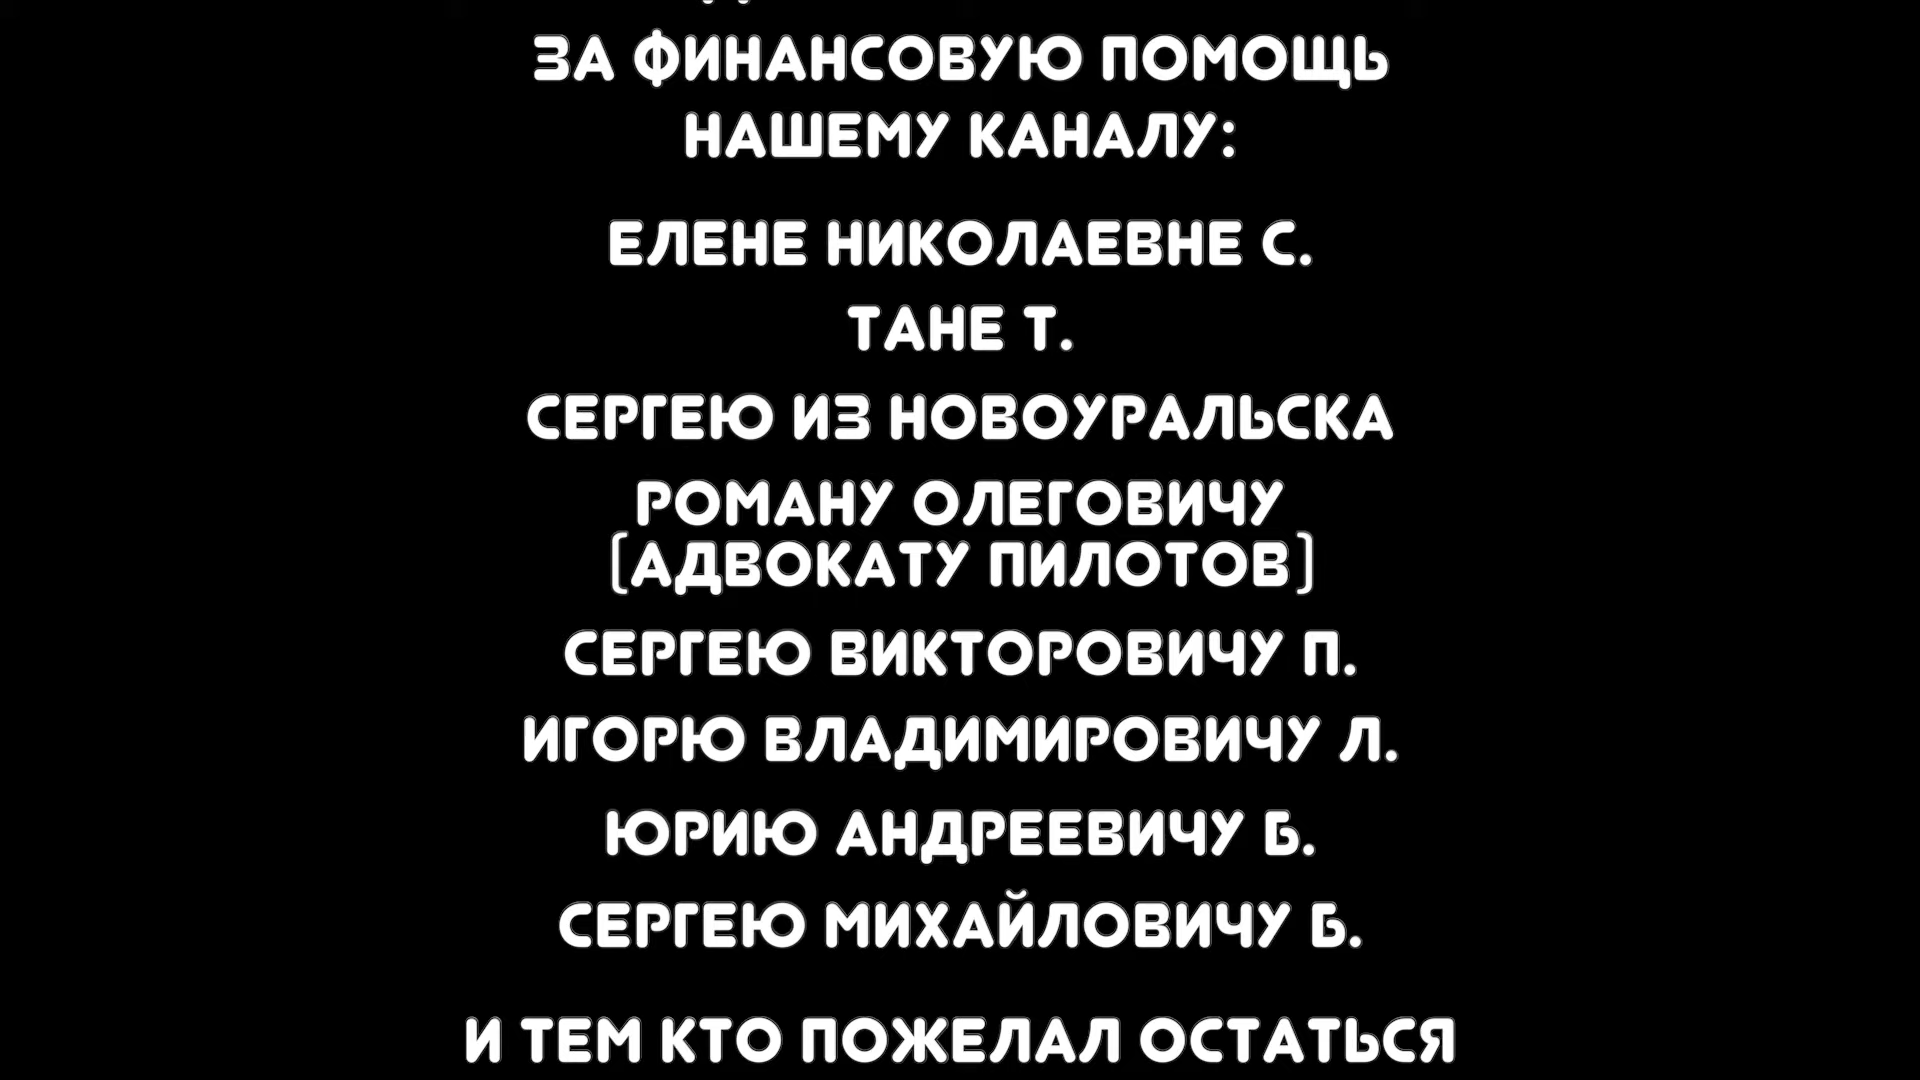 ЗА ФИНАНСОВУЮ ПОМОЩЬ
НАШЕМУ КАНАЛУ:
ЕЛЕНЕ НИКОЛАЕВНЕ С.
ТАНЕ Т.
СЕРГЕЮ ИЗ НОВОУРАЛЬСКА
РОМАНУ ОЛЕГОВИЧУ
(АДВОКАТУ ПИЛОТОВ)
СЕРГЕЮ ВИКТОРОВИЧУ П.
ИГОРЮ ВЛАДИМИРОВИЧУ Л.
ЮРИЮ АНДРЕЕВИЧУ Б.
СЕРГЕЮ МИХАЙЛОВИЧУ Б.
И ТЕМ КТО ПОЖЕЛАЛ ОСТАТЬСЯ